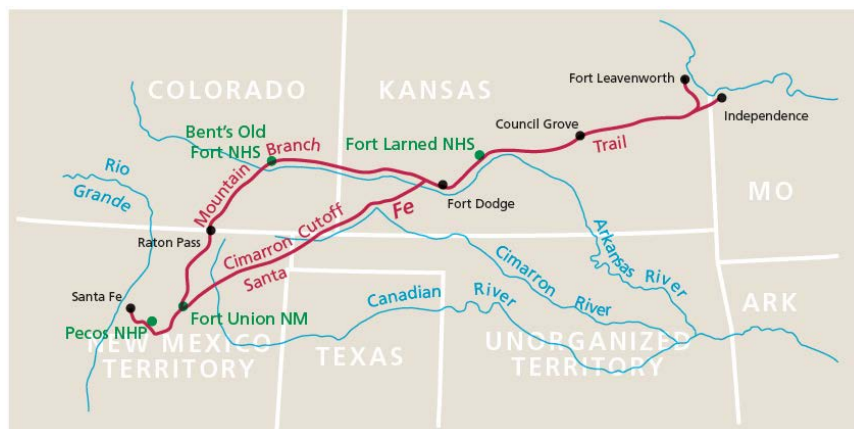 Fort Leavenworth
COLORADO
KANSAS
Independence
Council Grove
Bent's Old
Fort NHS
Branch
Fort Larned NHS
Trail
Rio
Grande
Mountain
MO
Fort Dodge
Fe
Raton Pass
Cimarron Cutoff
Santa
Arkansas
River
Cimarron
River
Santa Fe
Canadian
River
ARK
Fort Union NM
Pecos NHP
NEW MEXICO
TERRITORY
TEXAS
UNORGANIZED
TERRITORY